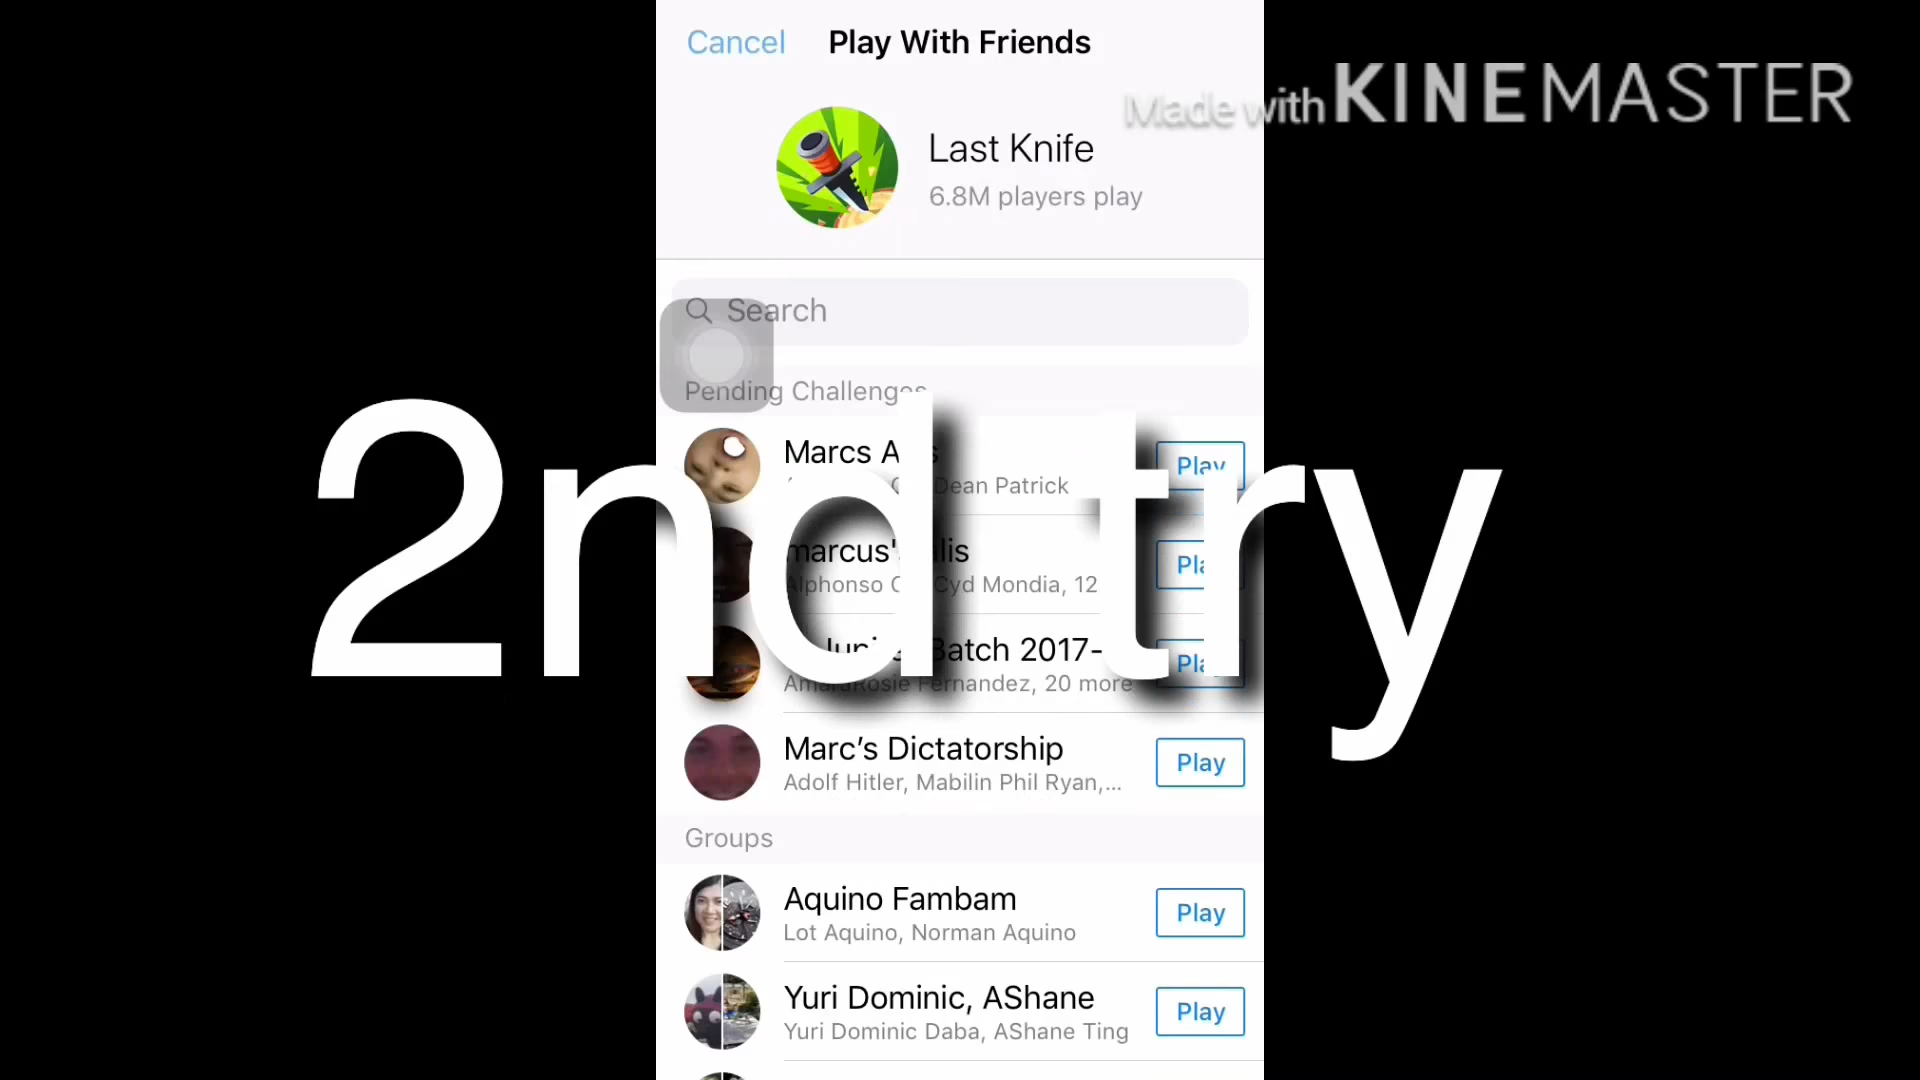 Cancel
Play With Friends
Made with KINEMASTER
Last Knife
6.8M players play
Search
Pending Challenges
Marcs
Play
Dean Patrick
2nd try
Cyd Mondia, 12
Play
Batch 2017-
Play
Fernandez, 20 more
Marc’s Dictatorship
Play
Adolf Hitler, Mabilin Phil Ryan,...
Groups
Aquino Fambam
Play
Lot Aquino, Norman Aquino
Yuri Dominic, AShane
Play
Yuri Dominic Daba, AShane Ting